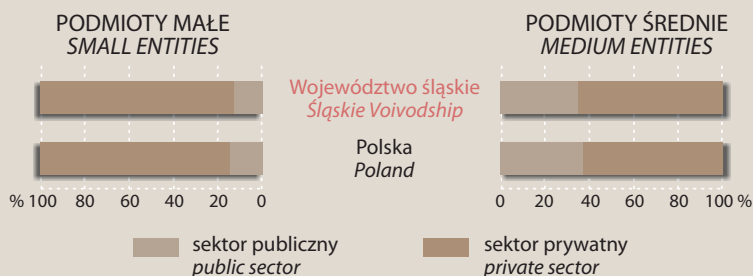 PODMIOTY MAŁE
SMALL ENTITIES
PODMIOTY ŚREDNIE
MEDIUM ENTITIES
Województwo śląskie
Śląskie Voivodship
Polska
Poland
% 100 80 60 40 20 0
0 20 40 60 80 100 %
sektor publiczny
public sector
sektor prywatny
private sector